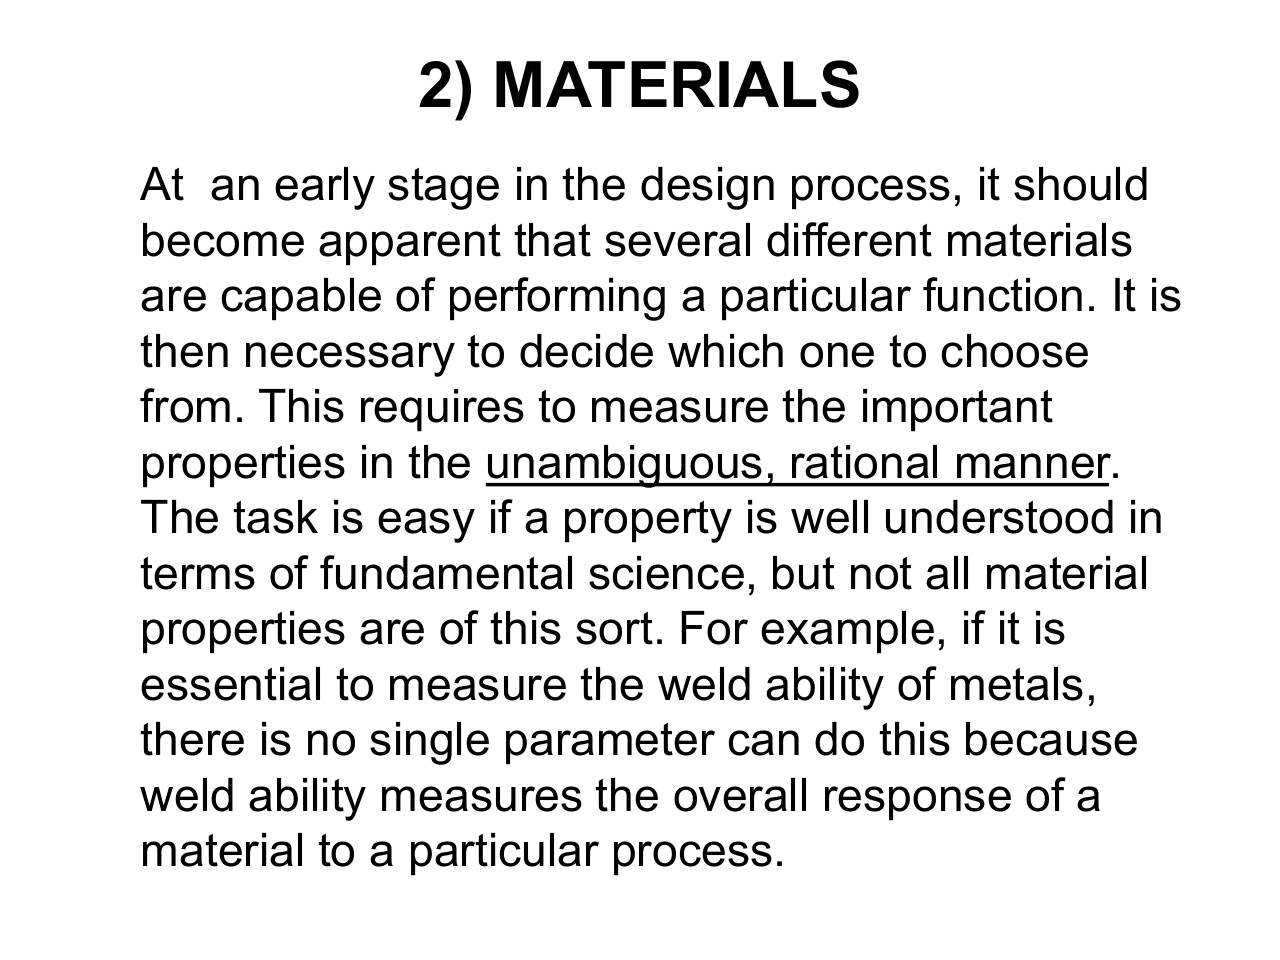 2) MATERIALS
At  an early stage in the design process, it should
become apparent that several different materials
are capable of performing a particular function. It is
then necessary to decide which one to choose
from. This requires to measure the important
properties in the unambiguous, rational manner.
The task is easy if a property is well understood in
terms of fundamental science, but not all material
properties are of this sort. For example, if it is
essential to measure the weld ability of metals,
there is no single parameter can do this because
weld ability measures the overall response of a
material to a particular process.